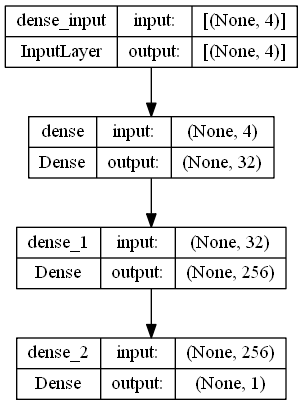 dense_input input: [(None, 4)]
InputLayer output: [(None, 4)]
dense input: (None, 4)
Dense output: (None, 32)
dense_1 input: (None, 32)
Dense output: (None, 256)
dense_2 input: (None, 256)
Dense output: (None, 1)